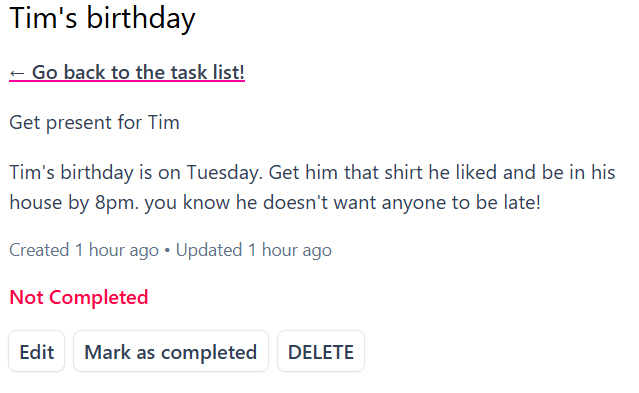 Tim's birthday
← Go back to the task list!
Get present for Tim
Tim's birthday is on Tuesday. Get him that shirt he liked and be in his
house by 8pm. you know he doesn't want anyone to be late!
Created 1 hour ago • Updated 1 hour ago
Not Completed
Edit Mark as completed DELETE